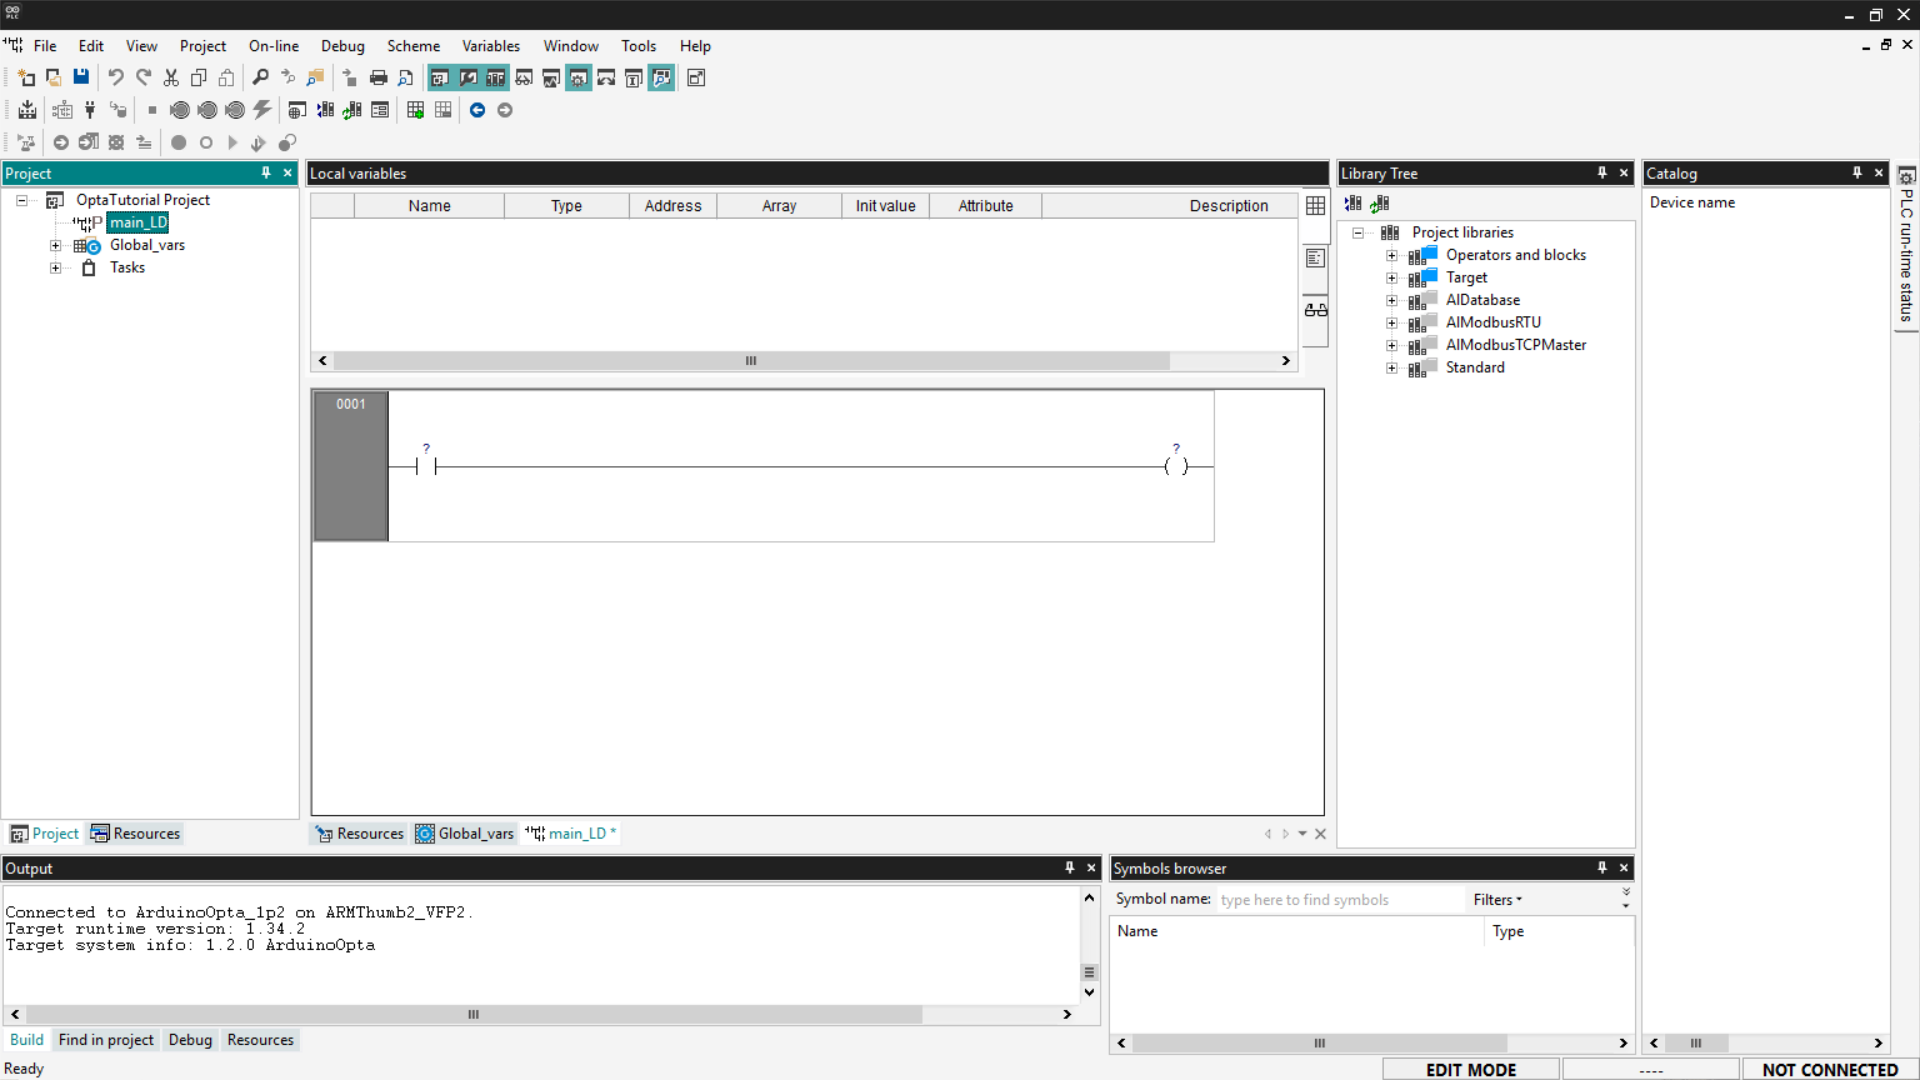 PLC
File Edit View Project On-line Debug Scheme Variables Window Tools Help
Project
OptaTutorial Project
main_LD
Global_vars
Tasks
Project Resources
Local variables
Name Type Address Array Init value Attribute Description
0001
? ?
Resources Global_vars main_LD *
Library Tree
Project libraries
Operators and blocks
Target
AlDatabase
AlModbusRTU
AlModbusTCPMaster
Standard
Catalog
Device name
PLC run-time status
Output
Connected to ArduinoOpta_1p2 on ARMThumb2_VFP2.
Target runtime version: 1.34.2
Target system info: 1.2.0 ArduinoOpta
Build Find in project Debug Resources
Symbols browser
Symbol name: type here to find symbols Filters
Name Type
Ready
EDIT MODE ---- NOT CONNECTED